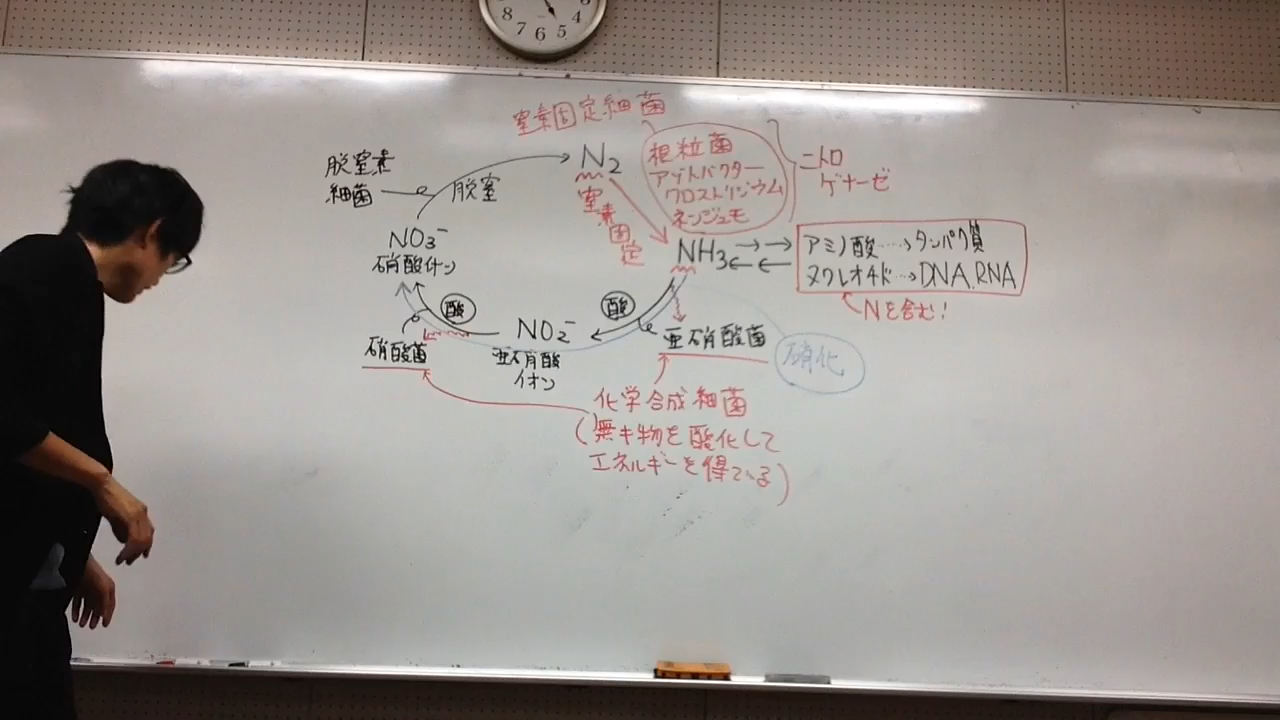 8 7 6 5 4
窒素固定細菌
脱窒素
細菌
脱窒
N₂
窒素固定
根粒菌
アゾトバクター
クロストリジウム
ネンジュモ
ニトロ
ゲナーゼ
NO₃⁻
硝酸イオン
NH₃
アミノ酸……→タンパク質
ヌクレオチド…→DNA,RNA
Nを含む!
酸
酸
NO₂⁻
亜硝酸
イオン
硝酸菌
亜硝酸菌
硝化
化学合成細菌
(無キ物を酸化して
エネルギーを得ている)